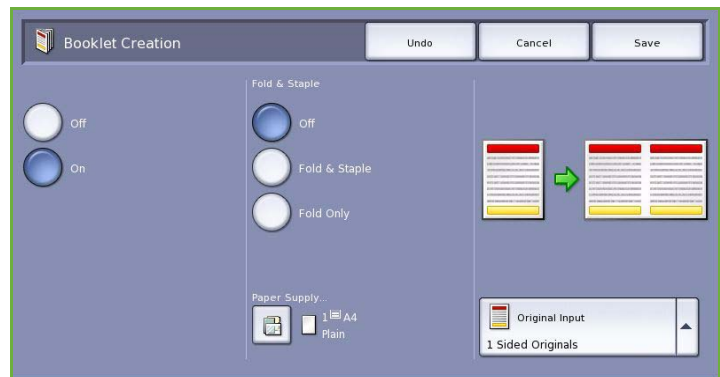 Booklet Creation
Undo
Cancel
Save
Off
On
Fold & Staple
Off
Fold & Staple
Fold Only
Paper Supply...
1 A4
Plain
Original Input
1 Sided Originals